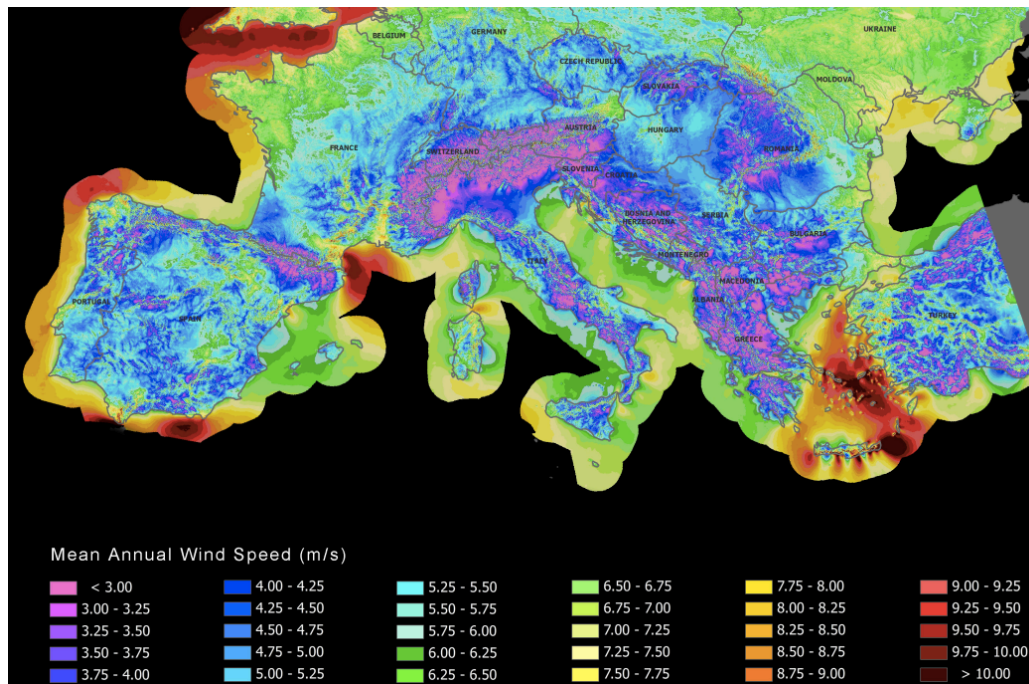 UKRAINE
GERMANY
BELGIUM
CZECH REPUBLIC
MOLDOVA
SLOVAKIA
AUSTRIA
HUNGARY
FRANCE
SWITZERLAND
ROMANIA
SLOVENIA
CROATIA
BOSNIA AND
HERZEGOVINA
SERBIA
BULGARIA
MONTENEGRO
ITALY
MACEDONIA
ALBANIA
PORTUGAL
SPAIN
TURKEY
GREECE
Mean Annual Wind Speed (m/s)
< 3.00
3.00 - 3.25
3.25 - 3.50
3.50 - 3.75
3.75 - 4.00
4.00 - 4.25
4.25 - 4.50
4.50 - 4.75
4.75 - 5.00
5.00 - 5.25
5.25 - 5.50
5.50 - 5.75
5.75 - 6.00
6.00 - 6.25
6.25 - 6.50
6.50 - 6.75
6.75 - 7.00
7.00 - 7.25
7.25 - 7.50
7.50 - 7.75
7.75 - 8.00
8.00 - 8.25
8.25 - 8.50
8.50 - 8.75
8.75 - 9.00
9.00 - 9.25
9.25 - 9.50
9.50 - 9.75
9.75 - 10.00
> 10.00